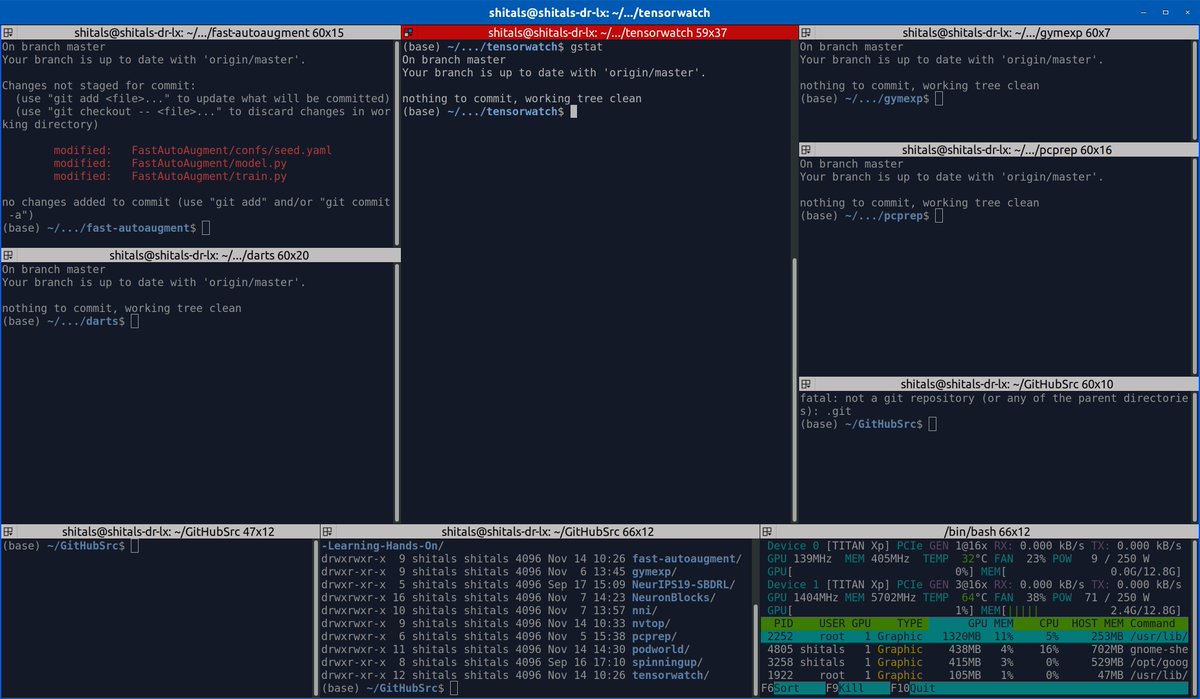 shitals@shitals-dr-lx: ~/.../tensorwatch
shitals@shitals-dr-lx: ~/.../fast-autoaugment 60x15
On branch master
Your branch is up to date with 'origin/master'.
Changes not staged for commit:
(use "git add <file>..." to update what will be committed)
(use "git checkout -- <file>..." to discard changes in wor
king directory)
modified:   FastAutoAugment/confs/seed.yaml
modified:   FastAutoAugment/model.py
modified:   FastAutoAugment/train.py
no changes added to commit (use "git add" and/or "git commit
-a")
(base) ~/.../fast-autoaugment$
shitals@shitals-dr-lx: ~/.../darts 60x20
On branch master
Your branch is up to date with 'origin/master'.
nothing to commit, working tree clean
(base) ~/.../darts$
shitals@shitals-dr-lx: ~/.../tensorwatch 59x37
(base) ~/.../tensorwatch$ gstat
On branch master
Your branch is up to date with 'origin/master'.
nothing to commit, working tree clean
(base) ~/.../tensorwatch$
shitals@shitals-dr-lx: ~/.../gymexp 60x7
On branch master
Your branch is up to date with 'origin/master'.
nothing to commit, working tree clean
(base) ~/.../gymexp$
shitals@shitals-dr-lx: ~/.../pcprep 60x16
On branch master
Your branch is up to date with 'origin/master'.
nothing to commit, working tree clean
(base) ~/.../pcprep$
shitals@shitals-dr-lx: ~/GitHubSrc 60x10
fatal: not a git repository (or any of the parent directorie
s): .git
(base) ~/GitHubSrc$
shitals@shitals-dr-lx: ~/GitHubSrc 47x12
(base) ~/GitHubSrc$
shitals@shitals-dr-lx: ~/GitHubSrc 66x12
-Learning-Hands-On/
drwxrwxr-x  9 shitals shitals 4096 Nov 14 10:26 fast-autoaugment/
drwxrwxr-x  9 shitals shitals 4096 Nov  6 13:45 gymexp/
drwxr-xr-x  5 shitals shitals 4096 Sep 17 15:09 NeurIPS19-SBDRL/
drwxrwxr-x 16 shitals shitals 4096 Nov  7 14:23 NeuronBlocks/
drwxrwxr-x 10 shitals shitals 4096 Nov  7 13:57 nni/
drwxrwxr-x  9 shitals shitals 4096 Nov 14 10:33 nvtop/
drwxrwxr-x  6 shitals shitals 4096 Nov  5 15:38 pcprep/
drwxrwxr-x 11 shitals shitals 4096 Nov 14 14:30 podworld/
drwxr-xr-x  8 shitals shitals 4096 Sep 16 17:10 spinningup/
drwxr-xr-x 12 shitals shitals 4096 Nov 14 10:26 tensorwatch/
(base) ~/GitHubSrc$
/bin/bash 66x12
Device 0 [TITAN Xp] PCIe GEN 1@16x RX: 0.000 kB/s TX: 0.000 kB/s
GPU 139MHz  MEM 405MHz  TEMP  32°C FAN  23% POW   9 / 250 W
GPU[                         0%] MEM[                0.0G/12.8G]
Device 1 [TITAN Xp] PCIe GEN 3@16x RX: 0.000 kB/s TX: 0.000 kB/s
GPU 1404MHz MEM 5702MHz TEMP  64°C FAN  38% POW  71 / 250 W
GPU[                         1%] MEM[|||||           2.4G/12.8G]
PID    USER GPU    TYPE       GPU MEM    CPU  HOST MEM Command
2252    root   1 Graphic   1320MB  11%     5%     253MB /usr/lib/
4805 shitals   1 Graphic    438MB   4%    16%     702MB gnome-she
3258 shitals   1 Graphic    415MB   3%     0%     529MB /opt/goog
1922    root   1 Graphic    105MB   1%     0%      47MB /usr/lib/
F6Sort    F9Kill    F10Quit